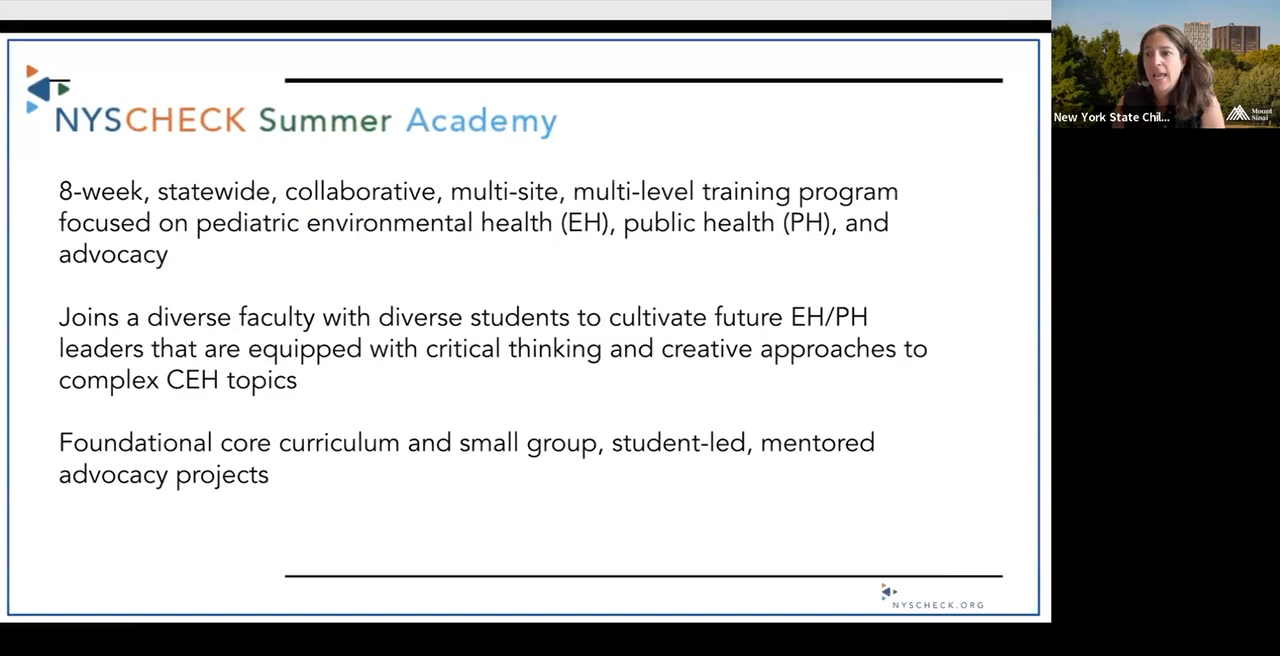 NYSCHECK Summer Academy
8-week, statewide, collaborative, multi-site, multi-level training program
focused on pediatric environmental health (EH), public health (PH), and
advocacy
Joins a diverse faculty with diverse students to cultivate future EH/PH
leaders that are equipped with critical thinking and creative approaches to
complex CEH topics
Foundational core curriculum and small group, student-led, mentored
advocacy projects
NYSCHECK.ORG
New York State Chil...
Mount
Sinai